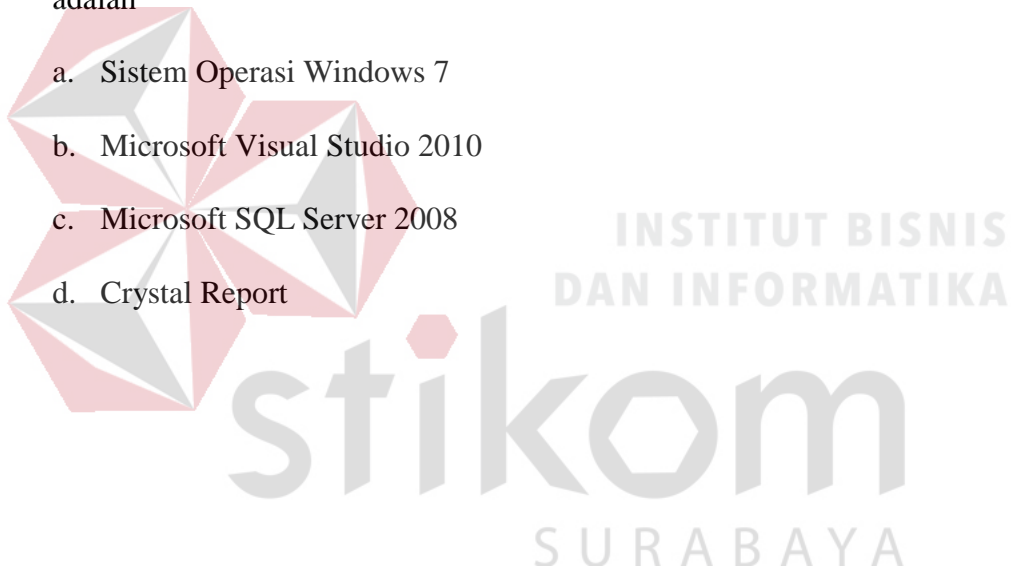 adalah
a. Sistem Operasi Windows 7
b. Microsoft Visual Studio 2010
c. Microsoft SQL Server 2008
d. Crystal Report
INSTITUT BISNIS
DAN INFORMATIKA
stikom
SURABAYA